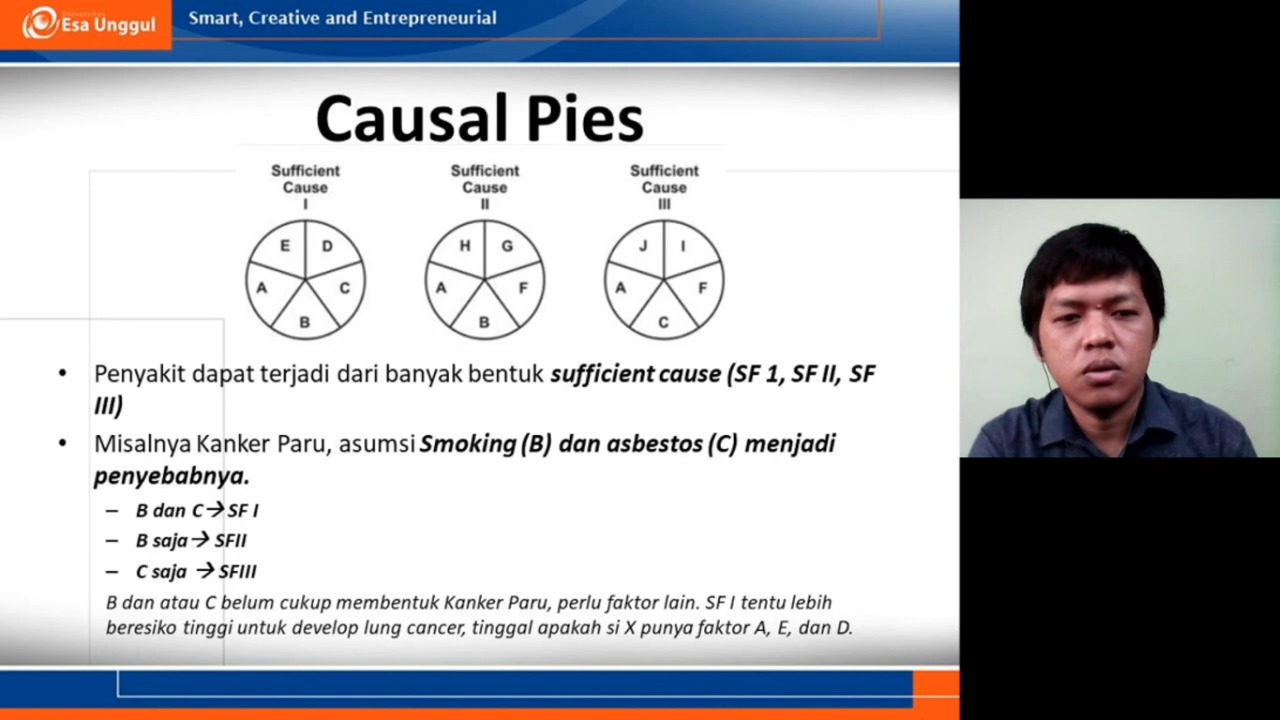 Universitas
Esa Unggul
Smart, Creative and Entrepreneurial
Causal Pies
Sufficient
Cause
I
Sufficient
Cause
II
Sufficient
Cause
III
E D
A C
B
H G
A F
B
J I
A F
C
• Penyakit dapat terjadi dari banyak bentuk sufficient cause (SF 1, SF II, SF
III)
• Misalnya Kanker Paru, asumsi Smoking (B) dan asbestos (C) menjadi
penyebabnya.
– B dan C→SF I
– B saja→ SFII
– C saja →SFIII
B dan atau C belum cukup membentuk Kanker Paru, perlu faktor lain. SF I tentu lebih
beresiko tinggi untuk develop lung cancer, tinggal apakah si X punya faktor A, E, dan D.